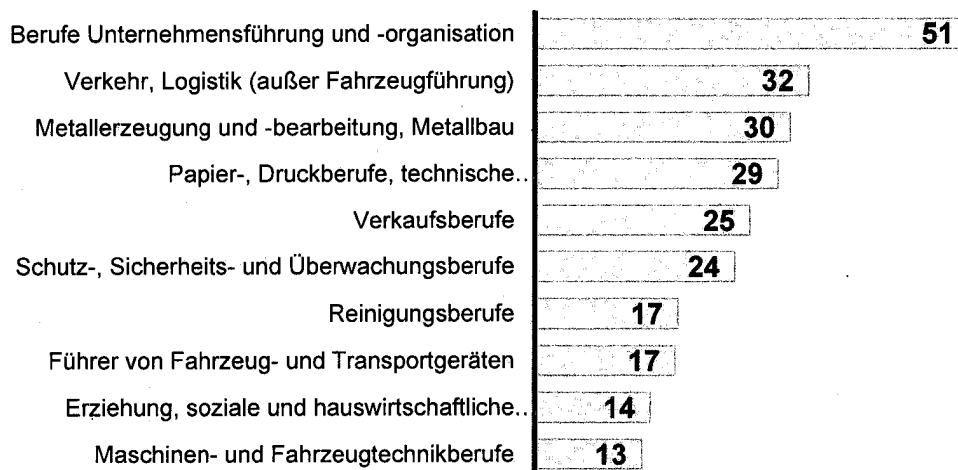 Berufe Unternehmensführung und -organisation 51
Verkehr, Logistik (außer Fahrzeugführung) 32
Metallerzeugung und -bearbeitung, Metallbau 30
Papier-, Druckberufe, technische.. 29
Verkaufsberufe 25
Schutz-, Sicherheits- und Überwachungsberufe 24
Reinigungsberufe 17
Führer von Fahrzeug- und Transportgeräten 17
Erziehung, soziale und hauswirtschaftliche.. 14
Maschinen- und Fahrzeugtechnikberufe 13